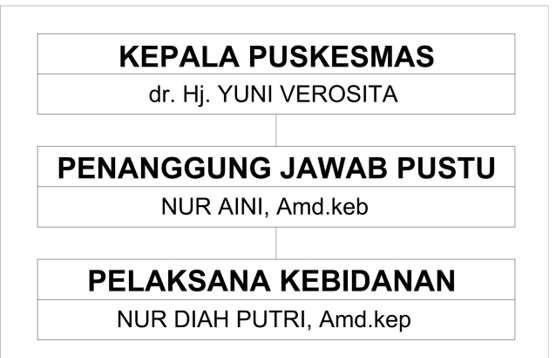 KEPALA PUSKESMAS
dr. Hj. YUNI VEROSITA
PENANGGUNG JAWAB PUSTU
NUR AINI, Amd.keb
PELAKSANA KEBIDANAN
NUR DIAH PUTRI, Amd.kep